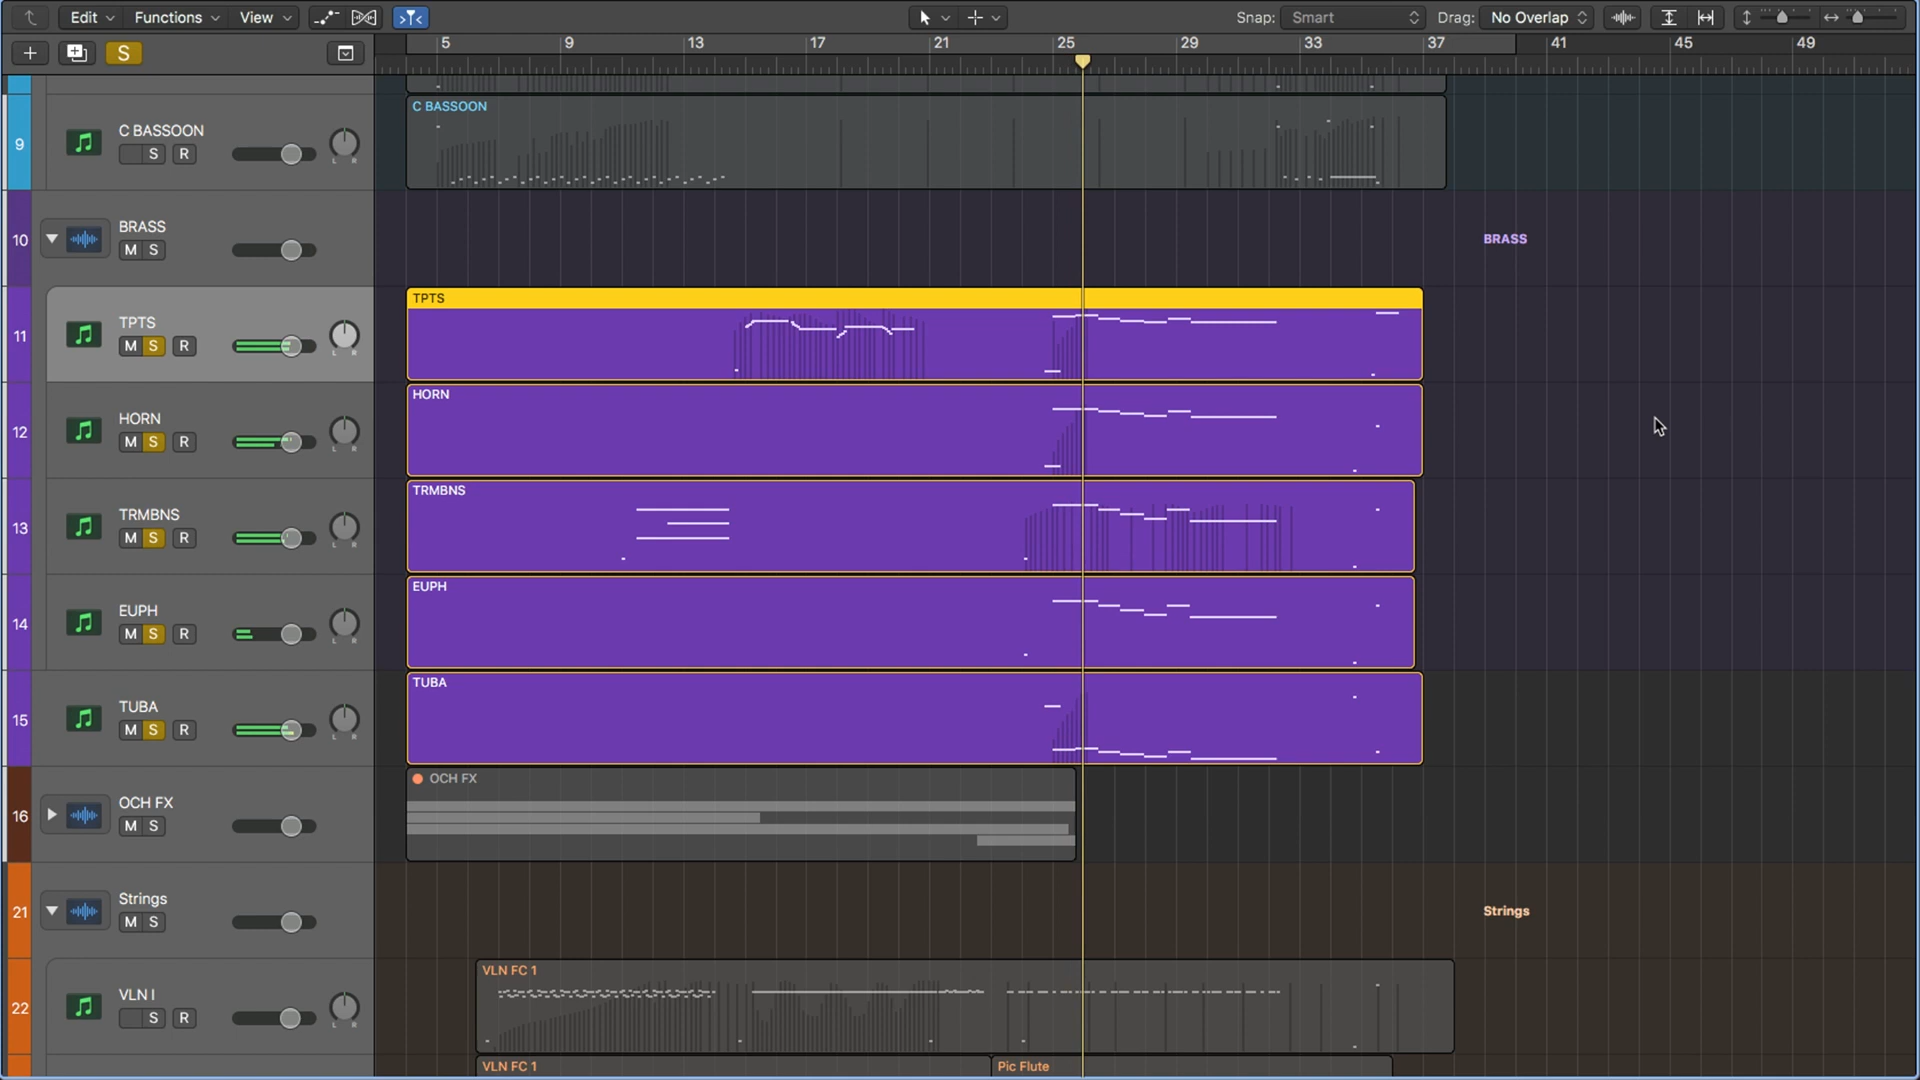 Edit Functions View Snap: Smart Drag: No Overlap
S 5 9 13 17 21 25 29 33 37 41 45 49
9 C BASSOON S R L R C BASSOON
10 BRASS M S BRASS
11 TPTS M S R L R TPTS
12 HORN M S R L R HORN
13 TRMBNS M S R L R TRMBNS
14 EUPH M S R L R EUPH
15 TUBA M S R L R TUBA
16 OCH FX M S OCH FX
21 Strings M S Strings
22 VLN I S R L R VLN FC 1
VLN FC 1 Pic Flute